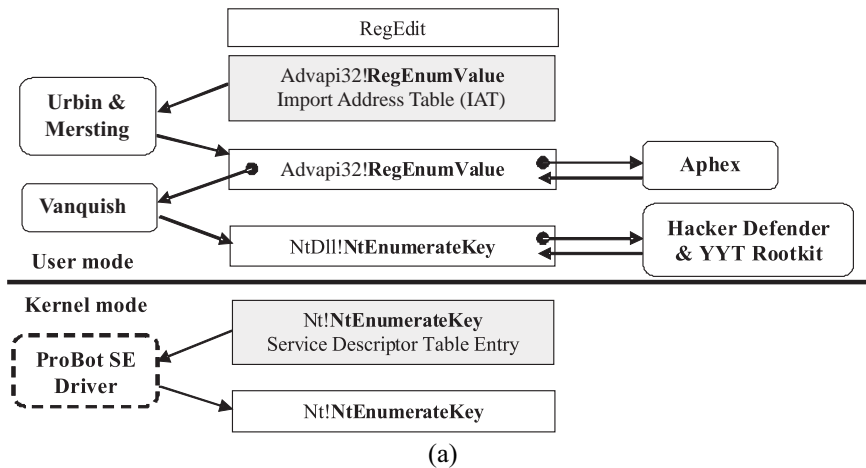 RegEdit
Advapi32!RegEnumValue
Import Address Table (IAT)
Urbin &
Mersting
Advapi32!RegEnumValue
Aphex
Vanquish
NtDll!NtEnumerateKey
Hacker Defender
& YYT Rootkit
User mode
Kernel mode
Nt!NtEnumerateKey
Service Descriptor Table Entry
ProBot SE
Driver
Nt!NtEnumerateKey
(a)